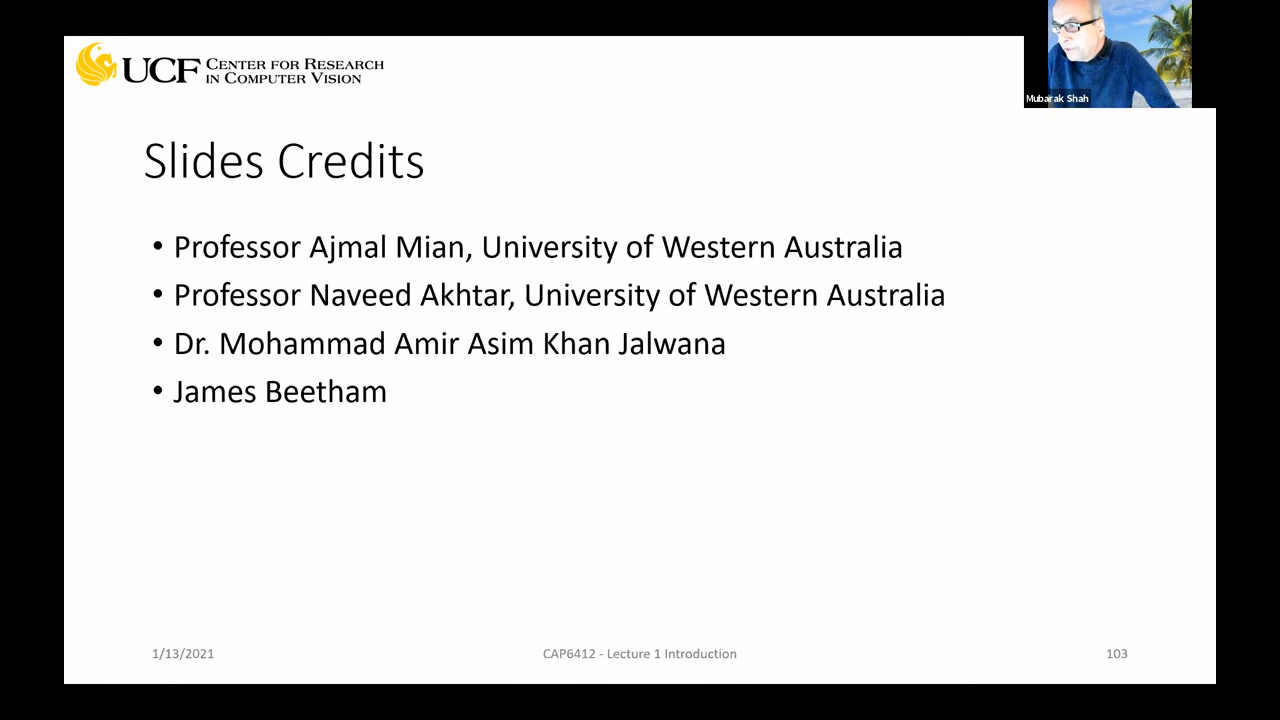 UCF CENTER FOR RESEARCH
IN COMPUTER VISION
Mubarak Shah
Slides Credits
• Professor Ajmal Mian, University of Western Australia
• Professor Naveed Akhtar, University of Western Australia
• Dr. Mohammad Amir Asim Khan Jalwana
• James Beetham
1/13/2021
CAP6412 - Lecture 1 Introduction
103